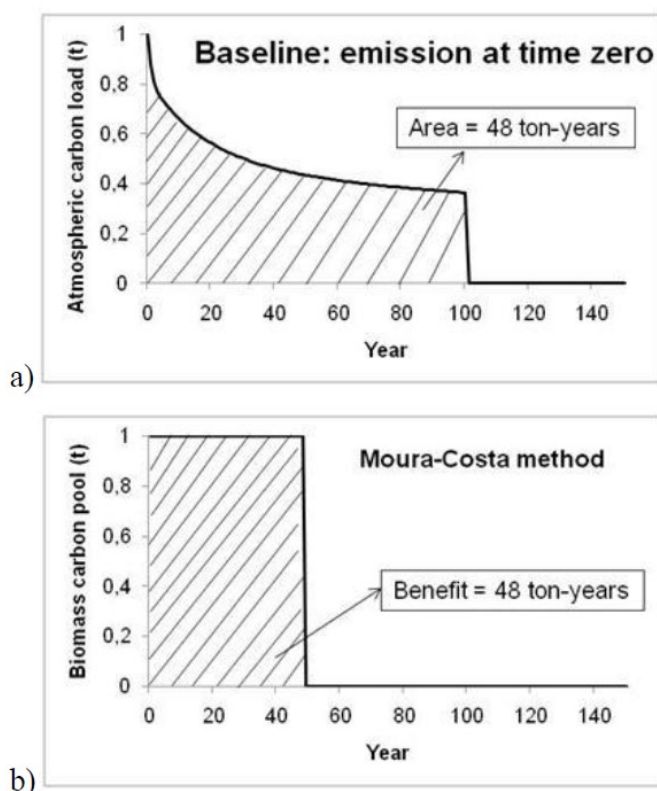 Baseline: emission at time zero
Atmospheric carbon load (t)
1
0,8
0,6
0,4
0,2
0
Area = 48 ton-years
0 20 40 60 80 100 120 140
Year
a)
Moura-Costa method
Biomass carbon pool (t)
1
0,8
0,6
0,4
0,2
0
Benefit = 48 ton-years
0 20 40 60 80 100 120 140
Year
b)